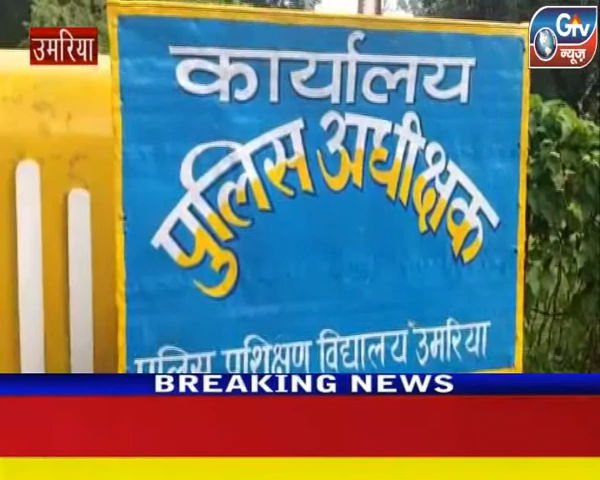 उमरिया
Gtv
न्यूज़
कार्यालय
पुलिस अधीक्षक
पुलिस प्रशिक्षण विद्यालय उमरिया
BREAKING NEWS